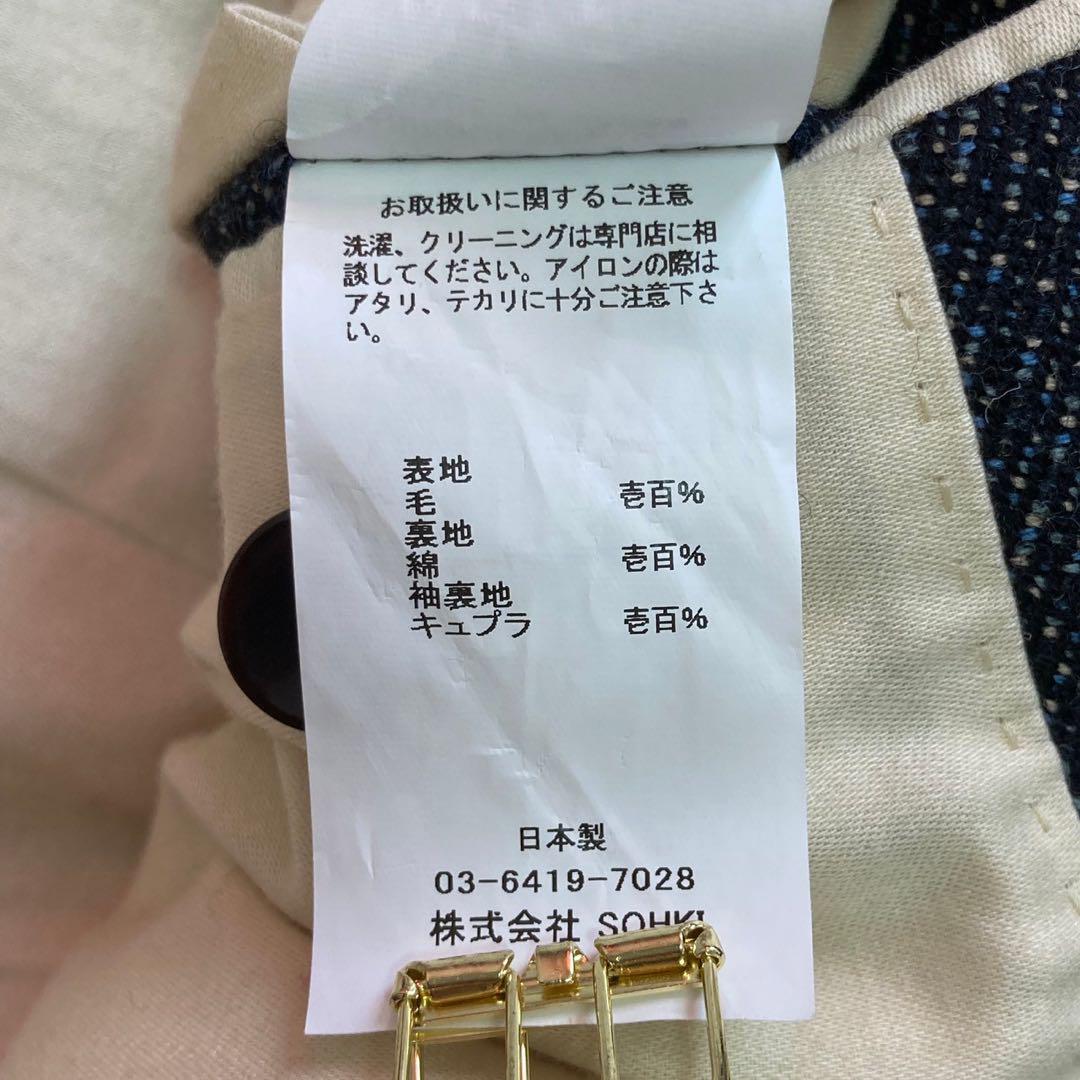 お取扱いに関するご注意
洗濯、クリーニングは専門店に相
談してください。アイロンの際は
アタリ、テカリに十分ご注意下さ
い。
表地
毛 壱百%
裏地
綿 壱百%
袖裏地
キュプラ 壱百%
日本製
03-6419-7028
株式会社 SOHKI